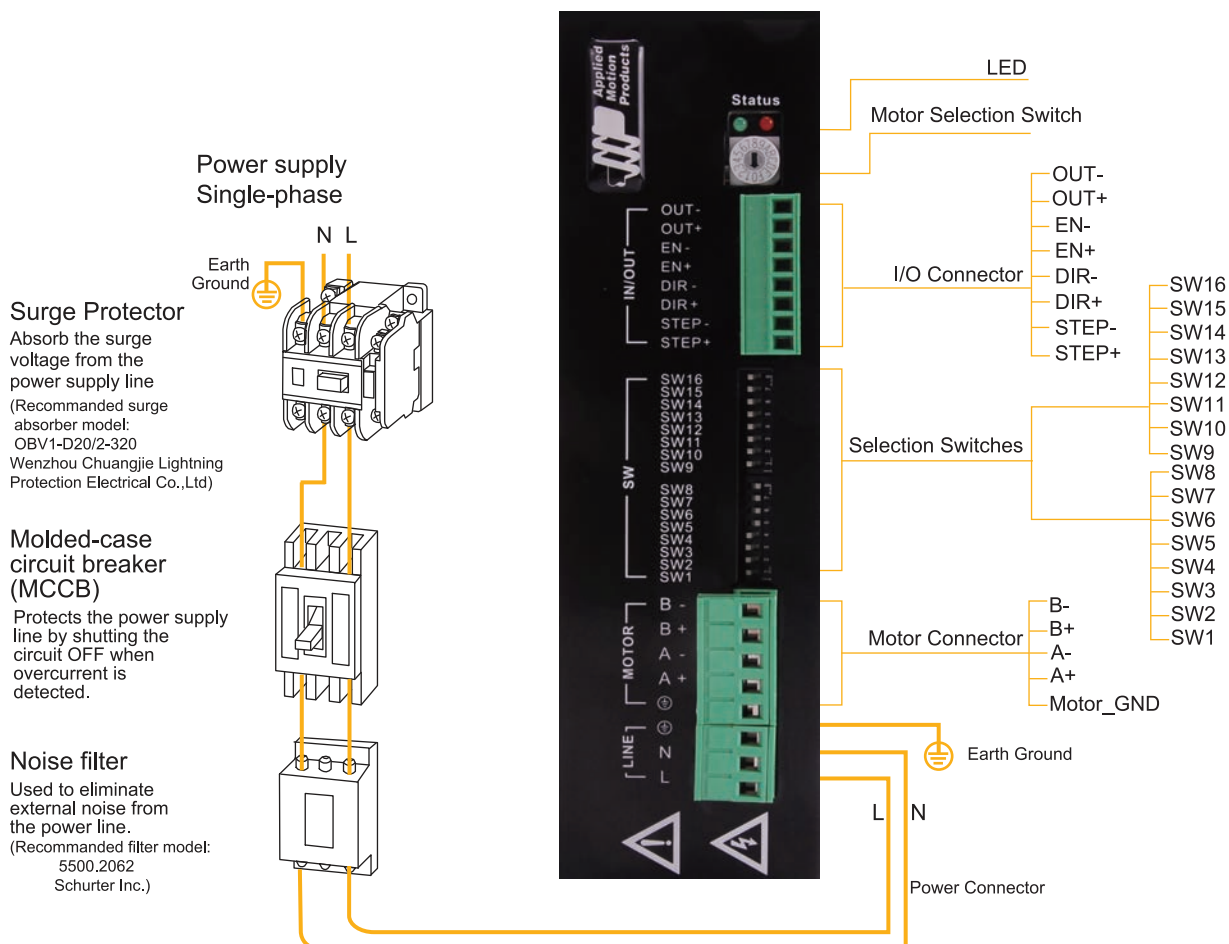 Power supply
Single-phase
N L
Earth
Ground
Surge Protector
Absorb the surge
voltage from the
power supply line
(Recommanded surge
absorber model:
OBV1-D20/2-320
Wenzhou Chuangjie Lightning
Protection Electrical Co.,Ltd)
Molded-case
circuit breaker
(MCCB)
Protects the power supply
line by shutting the
circuit OFF when
overcurrent is
detected.
Noise filter
Used to eliminate
external noise from
the power line.
(Recommanded filter model:
5500.2062
Schurter Inc.)
Applied
Motion
Products
Status
IN/OUT
OUT-
OUT+
EN-
EN+
DIR-
DIR+
STEP-
STEP+
SW
SW16
SW15
SW14
SW13
SW12
SW11
SW10
SW9
SW8
SW7
SW6
SW5
SW4
SW3
SW2
SW1
MOTOR
B -
B +
A -
A +
LINE
N
L
LED
Motor Selection Switch
I/O Connector
OUT-
OUT+
EN-
EN+
DIR-
DIR+
STEP-
STEP+
Selection Switches
SW16
SW15
SW14
SW13
SW12
SW11
SW10
SW9
SW8
SW7
SW6
SW5
SW4
SW3
SW2
SW1
Motor Connector
B-
B+
A-
A+
Motor_GND
Earth Ground
L N
Power Connector